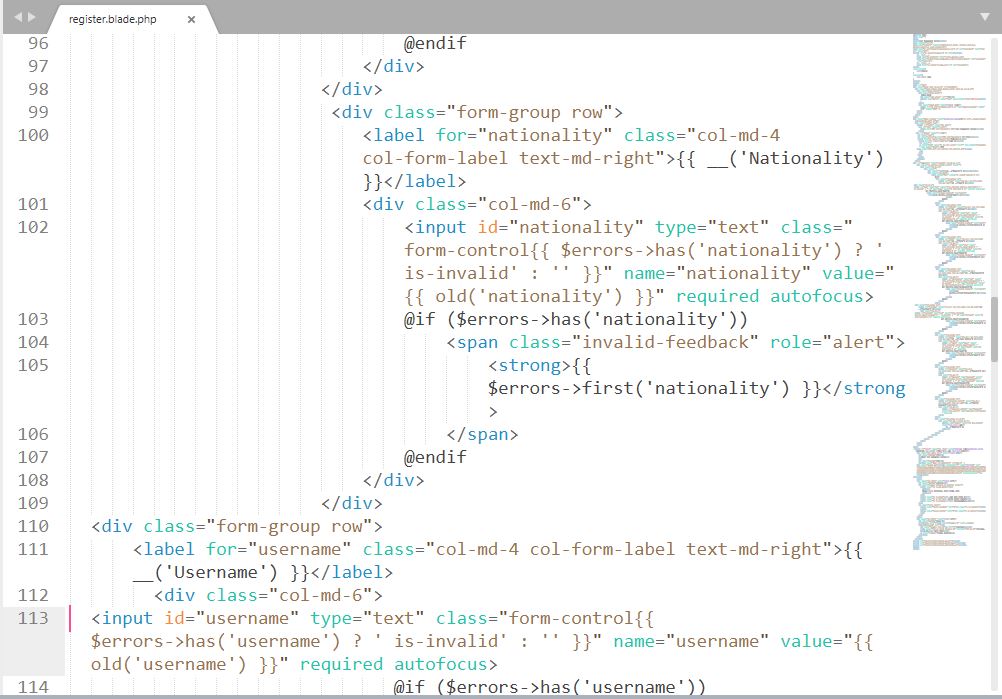 register.blade.php ×
96 @endif
97 </div>
98 </div>
99 <div class="form-group row">
100 <label for="nationality" class="col-md-4
col-form-label text-md-right">{{ __('Nationality')
}}</label>
101 <div class="col-md-6">
102 <input id="nationality" type="text" class="
form-control{{ $errors->has('nationality') ? '
is-invalid' : '' }}" name="nationality" value="
{{ old('nationality') }}" required autofocus>
103 @if ($errors->has('nationality'))
104 <span class="invalid-feedback" role="alert">
105 <strong>{{
$errors->first('nationality') }}</strong
>
106 </span>
107 @endif
108 </div>
109 </div>
110 <div class="form-group row">
111 <label for="username" class="col-md-4 col-form-label text-md-right">{{
__('Username') }}</label>
112 <div class="col-md-6">
113 <input id="username" type="text" class="form-control{{
$errors->has('username') ? ' is-invalid' : '' }}" name="username" value="{{
old('username') }}" required autofocus>
114 @if ($errors->has('username'))